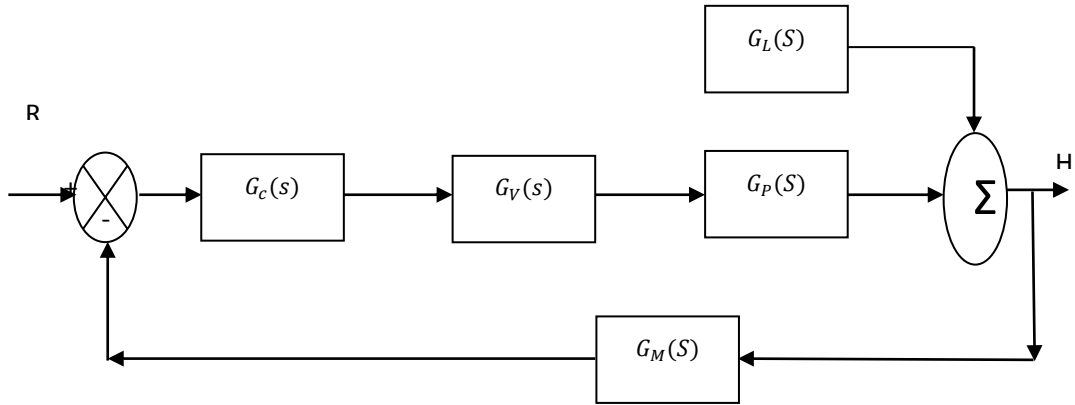 G_L(S)
R
H
+
G_c(s)
G_V(s)
G_P(S)
Σ
-
G_M(S)